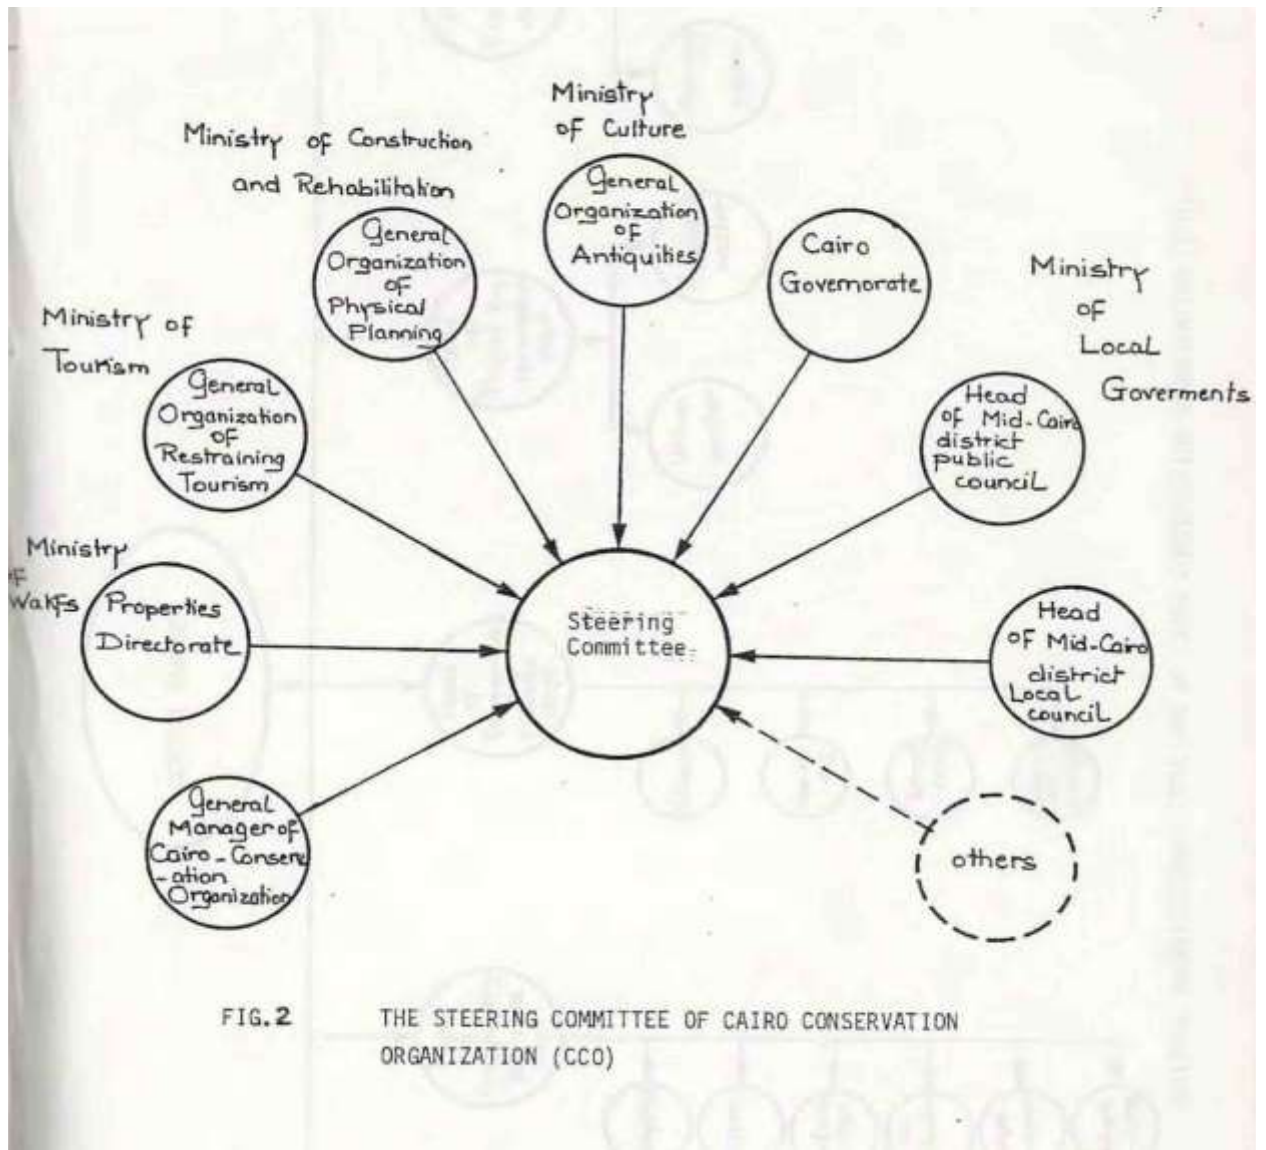 Ministry
of Culture
Ministry of Construction
and Rehabilitation
General
Organization
of
Antiquities
General
Organization
of
Physical
Planning
Cairo
Governorate
Ministry
of
Local
Goverments
Ministry of
Tourism
General
Organization
of
Restraining
Tourism
Head
of Mid-Cairo
district
public
council
Ministry
of
Wakfs
Properties
Directorate
Steering
Committee
Head
of Mid-Cairo
district
Local
council
General
Manager of
Cairo-Conserv
-ation
Organization
others
FIG.2 THE STEERING COMMITTEE OF CAIRO CONSERVATION
ORGANIZATION (CCO)